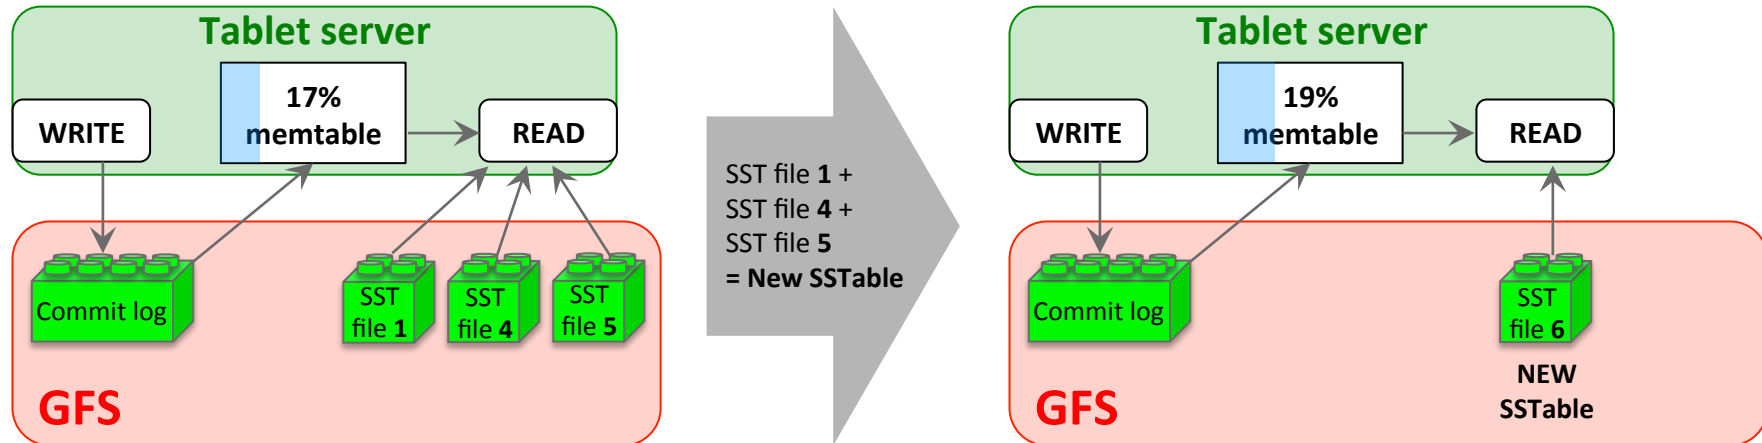 Tablet server
17%
memtable
WRITE
READ
Commit log
SST
file 1
SST
file 4
SST
file 5
GFS
SST file 1 +
SST file 4 +
SST file 5
= New SSTable
Tablet server
19%
memtable
WRITE
READ
Commit log
SST
file 6
NEW
SSTable
GFS